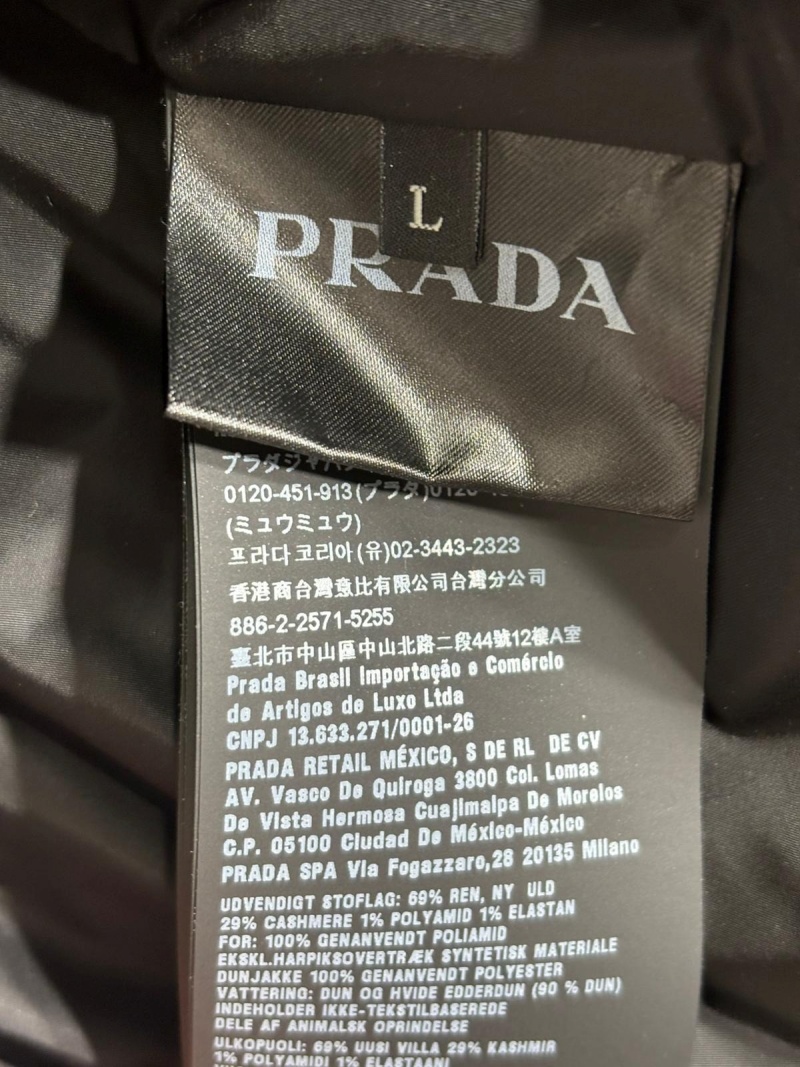 L
PRADA
プラダジャパン
0120-451-913(プラダ)0120
(ミュウミュウ)
프라다코리아(유)02-3443-2323
香港商台灣意比有限公司台灣分公司
886-2-2571-5255
臺北市中山區中山北路二段44號12樓A室
Prada Brasil Importação e Comércio
de Artigos de Luxo Ltda
CNPJ 13.633.271/0001-26
PRADA RETAIL MÉXICO, S DE RL DE CV
AV. Vasco De Quiroga 3800 Col. Lomas
De Vista Hermosa Cuajimalpa De Morelos
C.P. 05100 Ciudad De México-México
PRADA SPA Via Fogazzaro,28 20135 Milano
UDVENDIGT STOFLAG: 69% REN, NY ULD
29% CASHMERE 1% POLYAMID 1% ELASTAN
FOR: 100% GENANVENDT POLIAMID
EKSKL.HARPIKSOVERTRÆK SYNTETISK MATERIALE
DUNJAKKE 100% GENANVENDT POLYESTER
VATTERING: DUN OG HVIDE EDDERDUN (90 % DUN)
INDEHOLDER IKKE-TEKSTILBASEREDE
DELE AF ANIMALSK OPRINDELSE
ULKOPUOLI: 69% UUSI VILLA 29% KASHMIR
1% POLYAMIDI 1% ELASTAANI